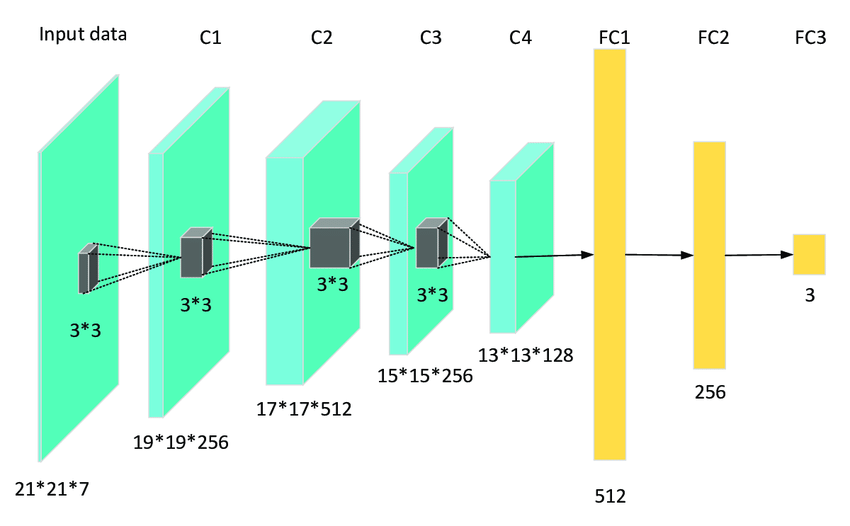 Input data
C1
C2
C3
C4
FC1
FC2
FC3
3*3
3*3
3*3
3*3
3
21*21*7
19*19*256
17*17*512
15*15*256
13*13*128
512
256